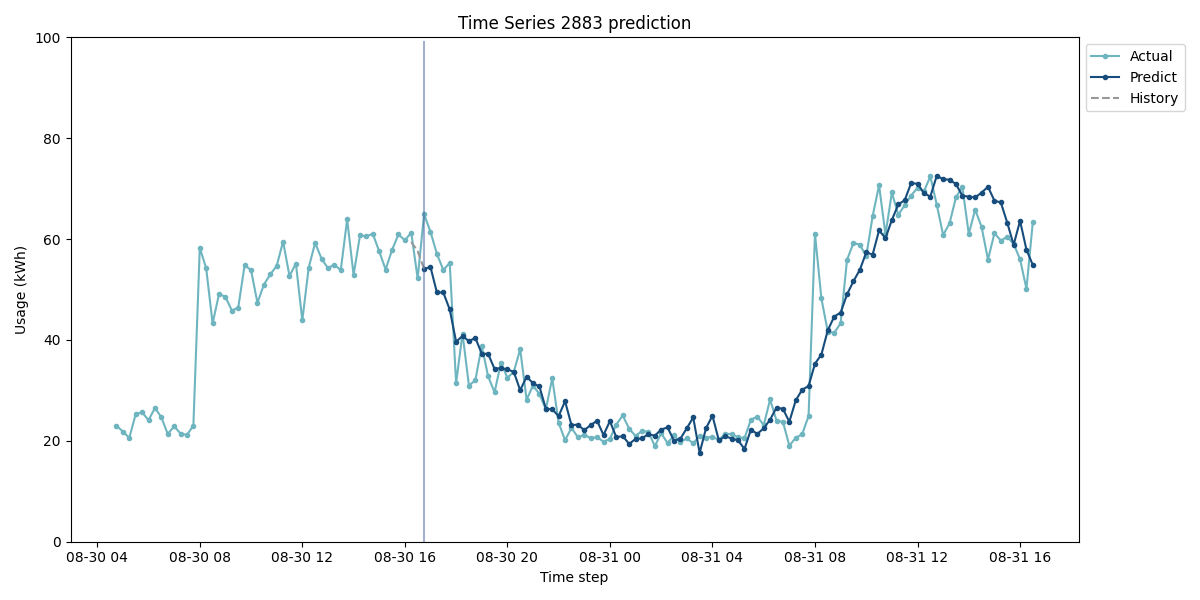 Time Series 2883 prediction
100
80
60
40
20
0
Usage (kWh)
08-30 04
08-30 08
08-30 12
08-30 16
08-30 20
08-31 00
08-31 04
08-31 08
08-31 12
08-31 16
Time step
Actual
Predict
History